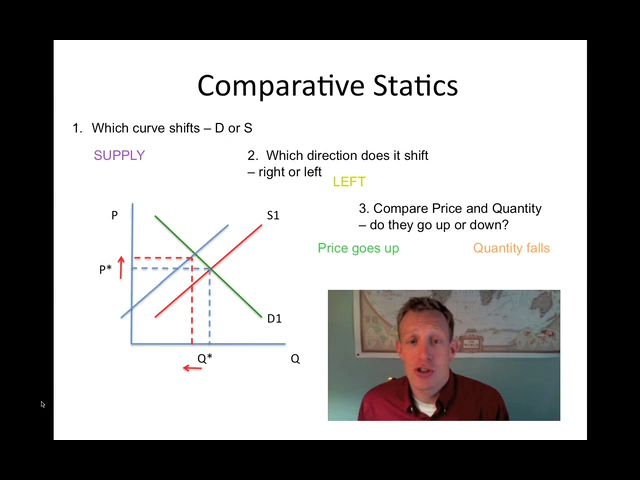 Comparative Statics
1. Which curve shifts – D or S
SUPPLY
2. Which direction does it shift
– right or left
LEFT
3. Compare Price and Quantity
– do they go up or down?
Price goes up
Quantity falls
P
S1
P*
D1
Q*
Q